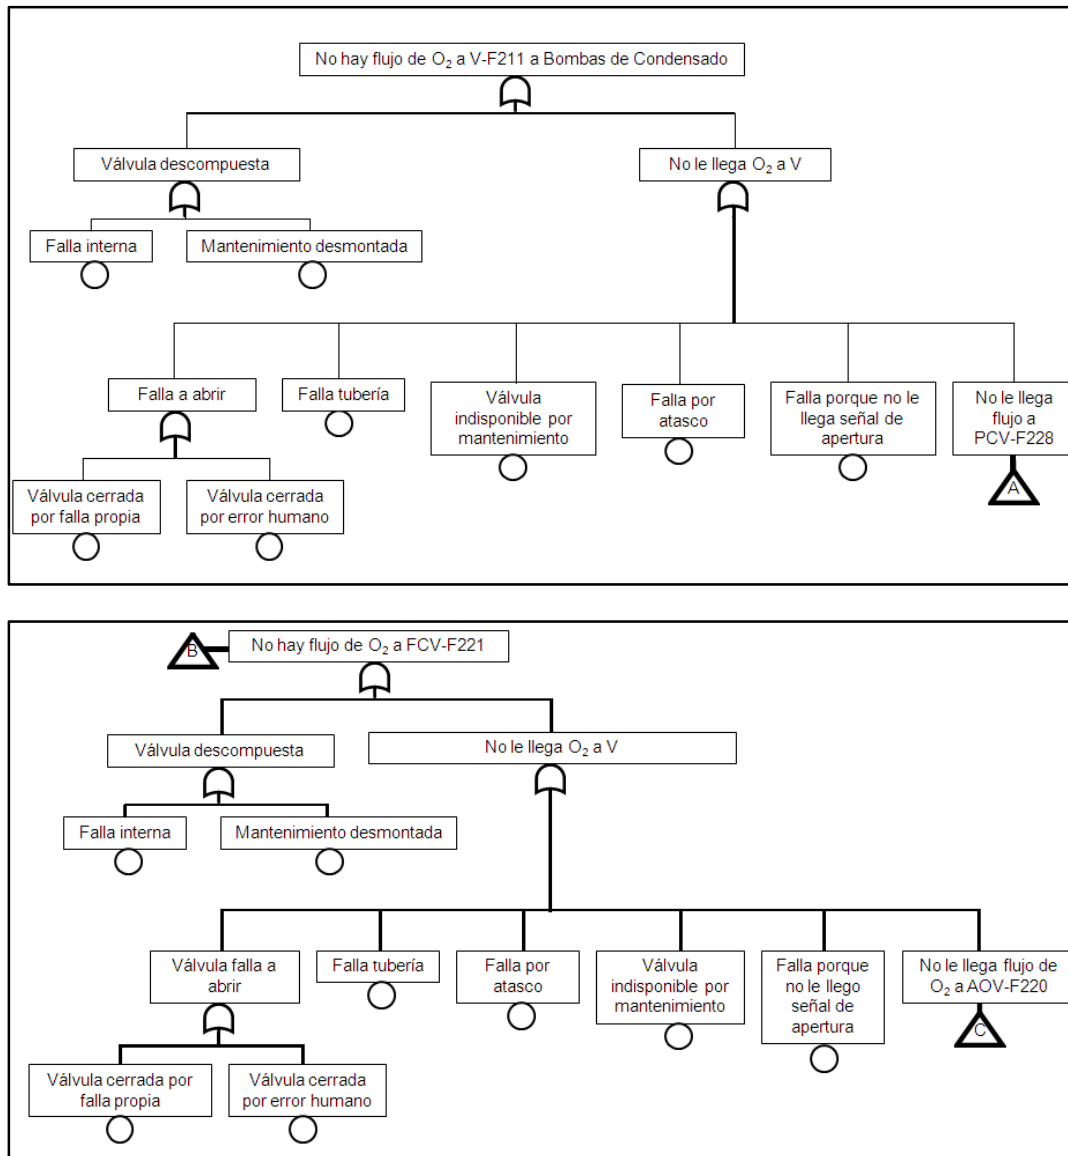 No hay flujo de O₂ a V-F211 a Bombas de Condensado
Válvula descompuesta
No le llega O₂ a V
Falla interna
Mantenimiento desmontada
Falla a abrir
Falla tubería
Válvula
indisponible por
mantenimiento
Falla por
atasco
Falla porque no le
llega señal de
apertura
No le llega
flujo a
PCV-F228
A
Válvula cerrada
por falla propia
Válvula cerrada
por error humano
B
No hay flujo de O₂ a FCV-F221
Válvula descompuesta
No le llega O₂ a V
Falla interna
Mantenimiento desmontada
Válvula falla a
abrir
Falla tubería
Falla por
atasco
Válvula
indisponible por
mantenimiento
Falla porque
no le llego
señal de
apertura
No le llega flujo de
O₂ a AOV-F220
C
Válvula cerrada por
falla propia
Válvula cerrada
por error humano